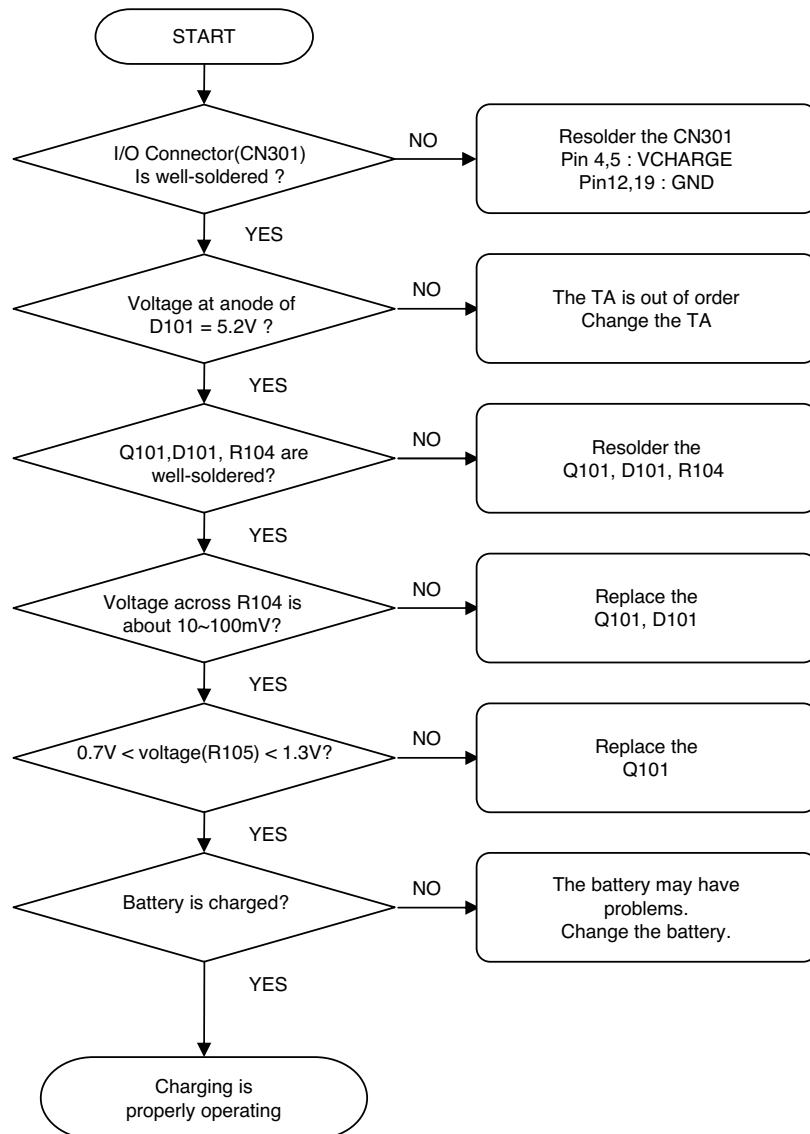 START
I/O Connector(CN301)
Is well-soldered ?
NO
Resolder the CN301
Pin 4,5 : VCHARGE
Pin12,19 : GND
YES
Voltage at anode of
D101 = 5.2V ?
NO
The TA is out of order
Change the TA
YES
Q101,D101, R104 are
well-soldered?
NO
Resolder the
Q101, D101, R104
YES
Voltage across R104 is
about 10~100mV?
NO
Replace the
Q101, D101
YES
0.7V < voltage(R105) < 1.3V?
NO
Replace the
Q101
YES
Battery is charged?
NO
The battery may have
problems.
Change the battery.
YES
Charging is
properly operating